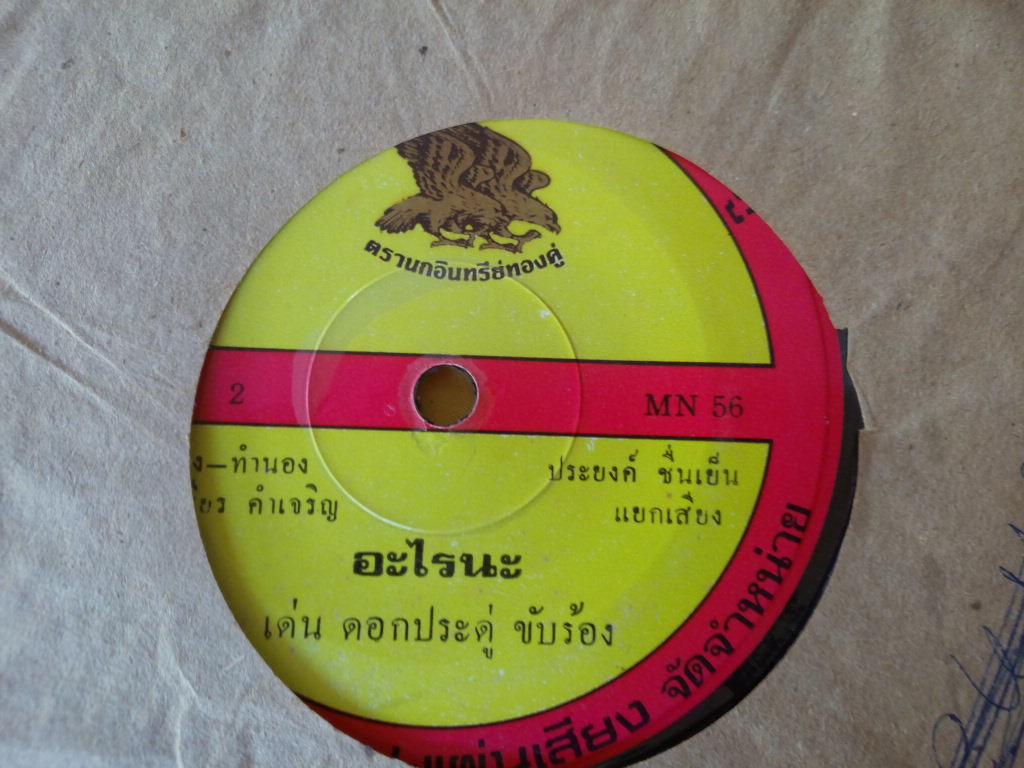 ตรานกอินทรีย์ทองคู่
2
MN 56
ทำนอง
คำเจริญ
ประยงค์ ชื่นเย็น
แยกเสียง
อะไรนะ
เด่น ดอกประดู่ ขับร้อง
แผ่นเสียง จัดจำหน่าย